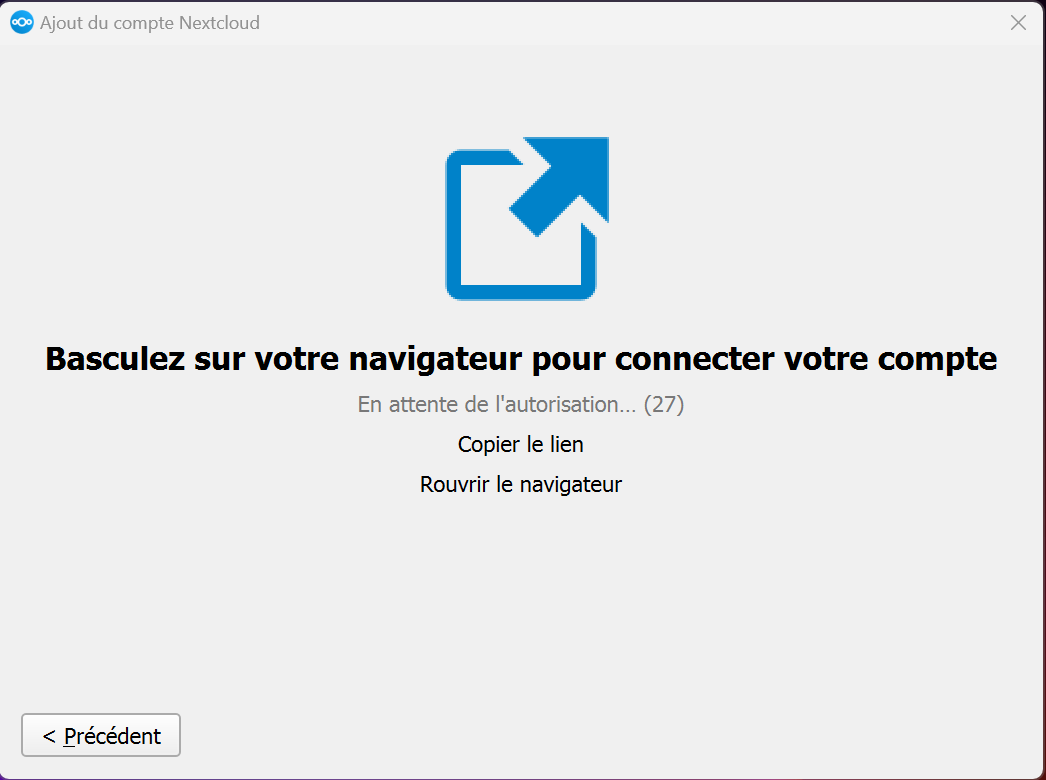 Ajout du compte Nextcloud
Basculez sur votre navigateur pour connecter votre compte
En attente de l'autorisation... (27)
Copier le lien
Rouvrir le navigateur
< Précédent